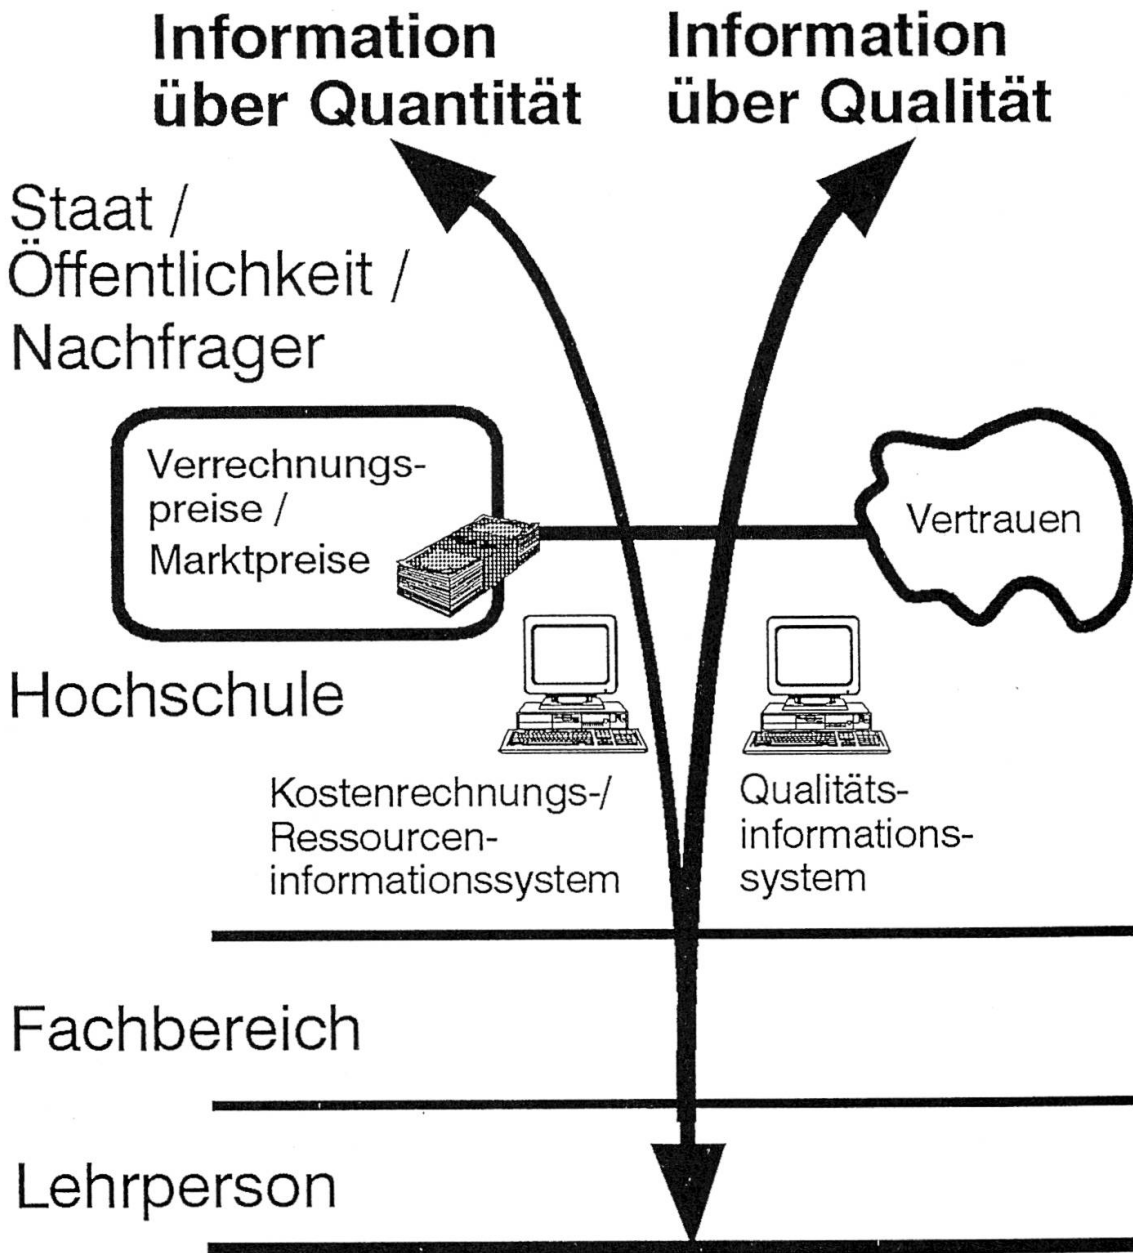 Information
über Quantität
Information
über Qualität
Staat /
Öffentlichkeit /
Nachfrager
Verrechnungs-
preise /
Marktpreise
Vertrauen
Hochschule
Kostenrechnungs-/
Ressourcen-
informationssystem
Qualitäts-
informations-
system
Fachbereich
Lehrperson